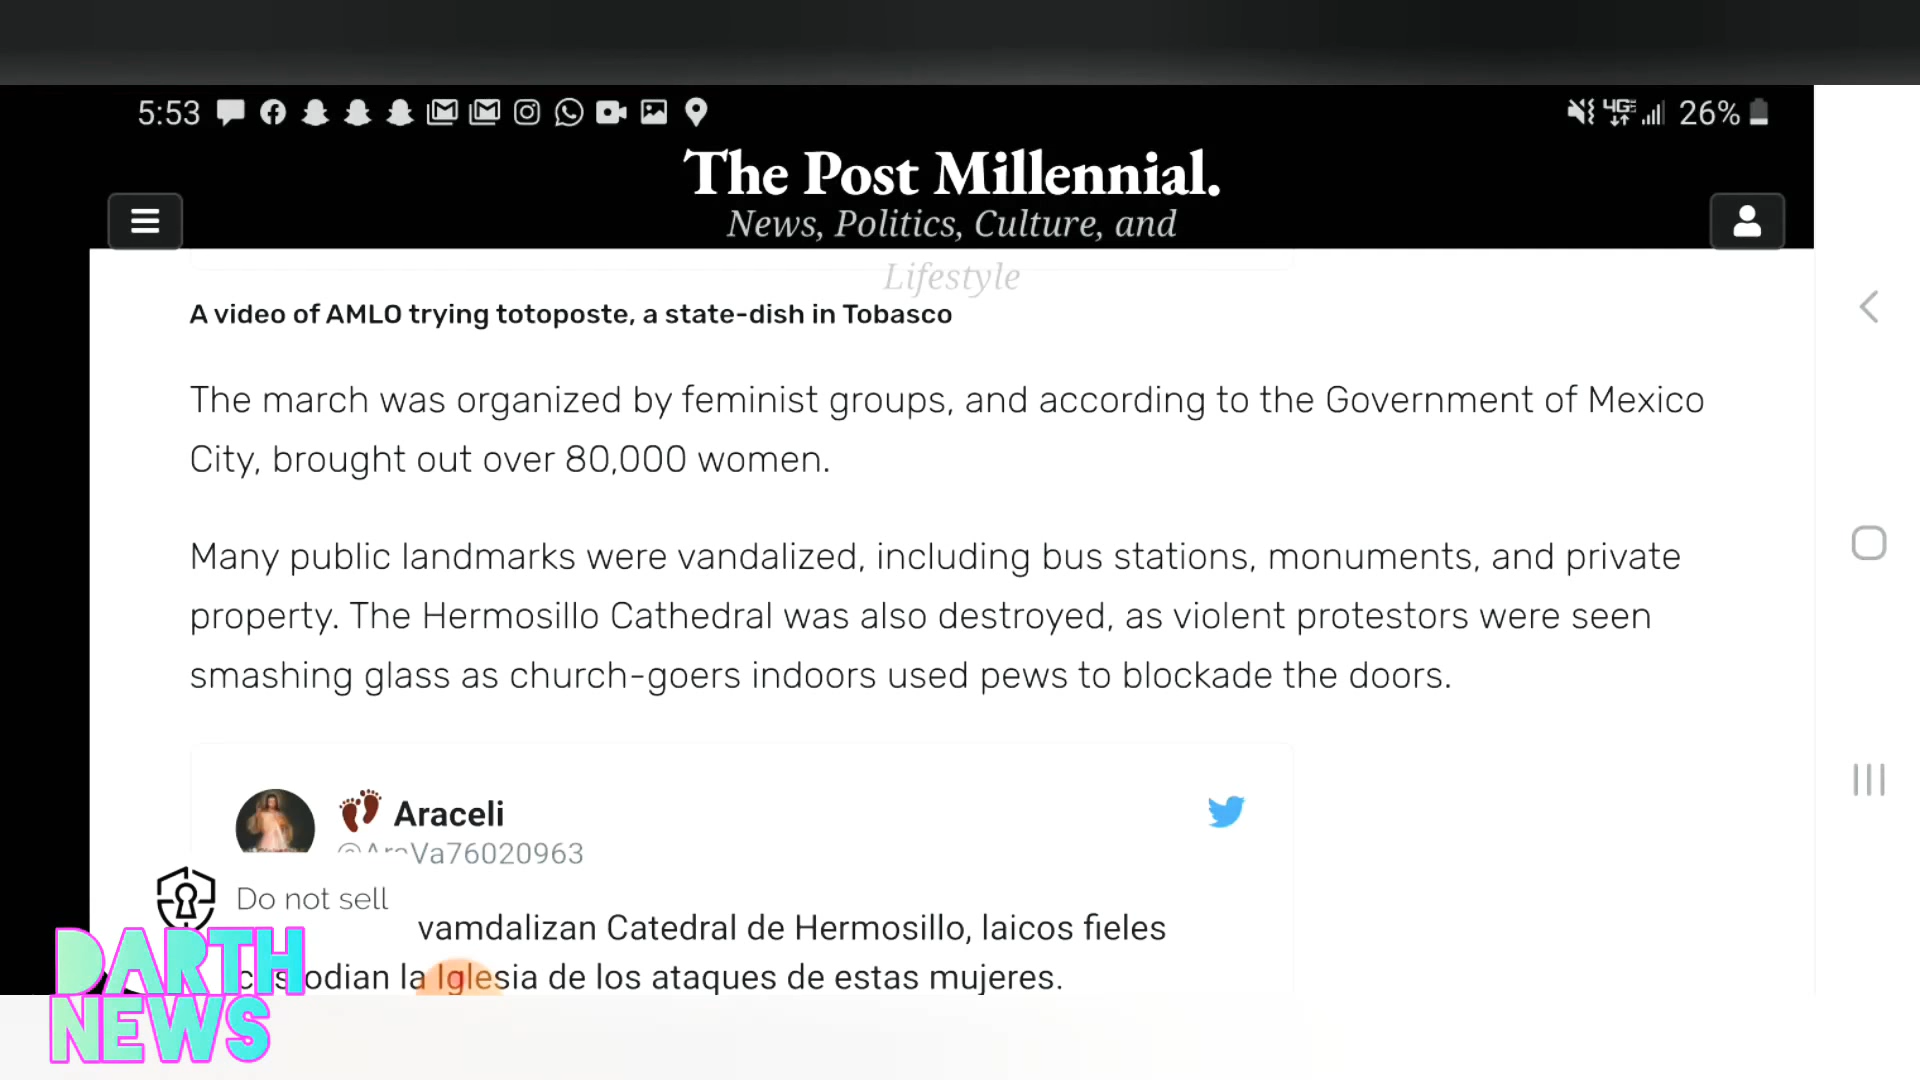 5:53
4GE 26%
The Post Millennial.
News, Politics, Culture, and
Lifestyle
A video of AMLO trying totoposte, a state-dish in Tobasco
The march was organized by feminist groups, and according to the Government of Mexico
City, brought out over 80,000 women.
Many public landmarks were vandalized, including bus stations, monuments, and private
property. The Hermosillo Cathedral was also destroyed, as violent protestors were seen
smashing glass as church-goers indoors used pews to blockade the doors.
Araceli
@AraVa76020963
Do not sell
vamdalizan Catedral de Hermosillo, laicos fieles
custodian la Iglesia de los ataques de estas mujeres.
DARTH
NEWS